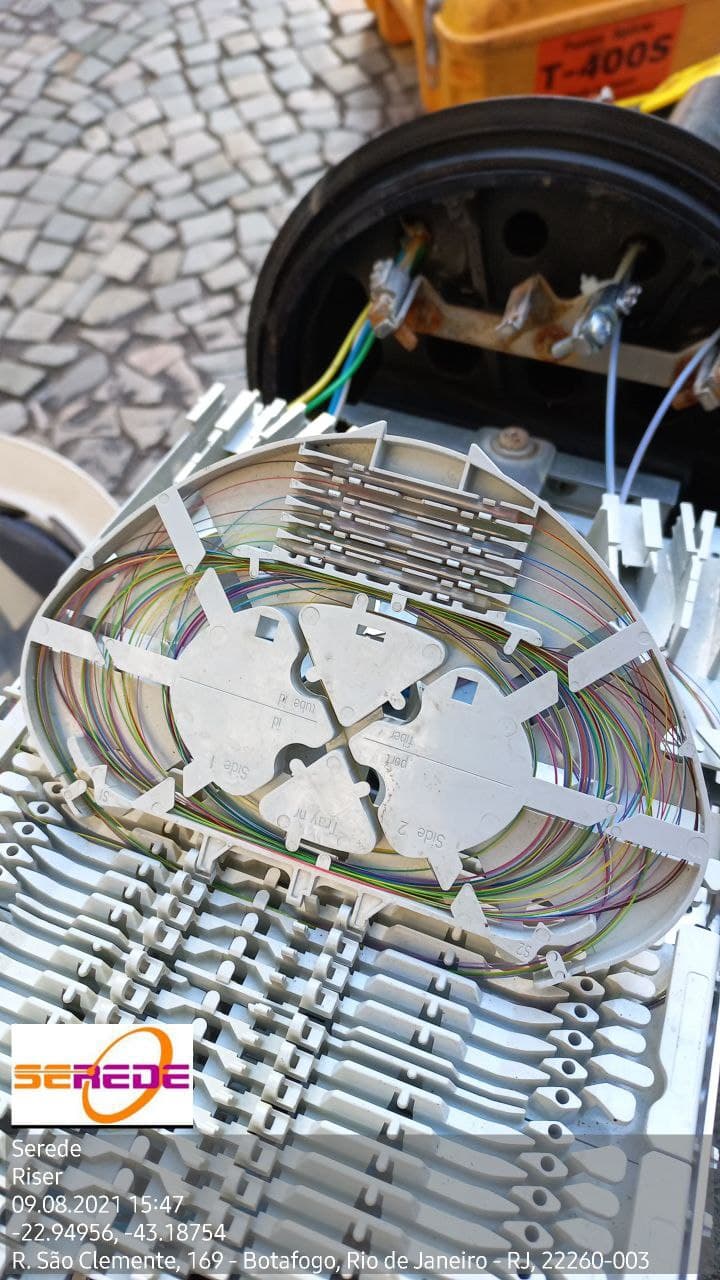 T-400S
tube id
id
fiber
port
Side 1
Side 2
Tray nr
S1
S2
SEREDE
Serede
Riser
09.08.2021 15:47
-22.94956, -43.18754
R. São Clemente, 169 - Botafogo, Rio de Janeiro - RJ, 22260-003